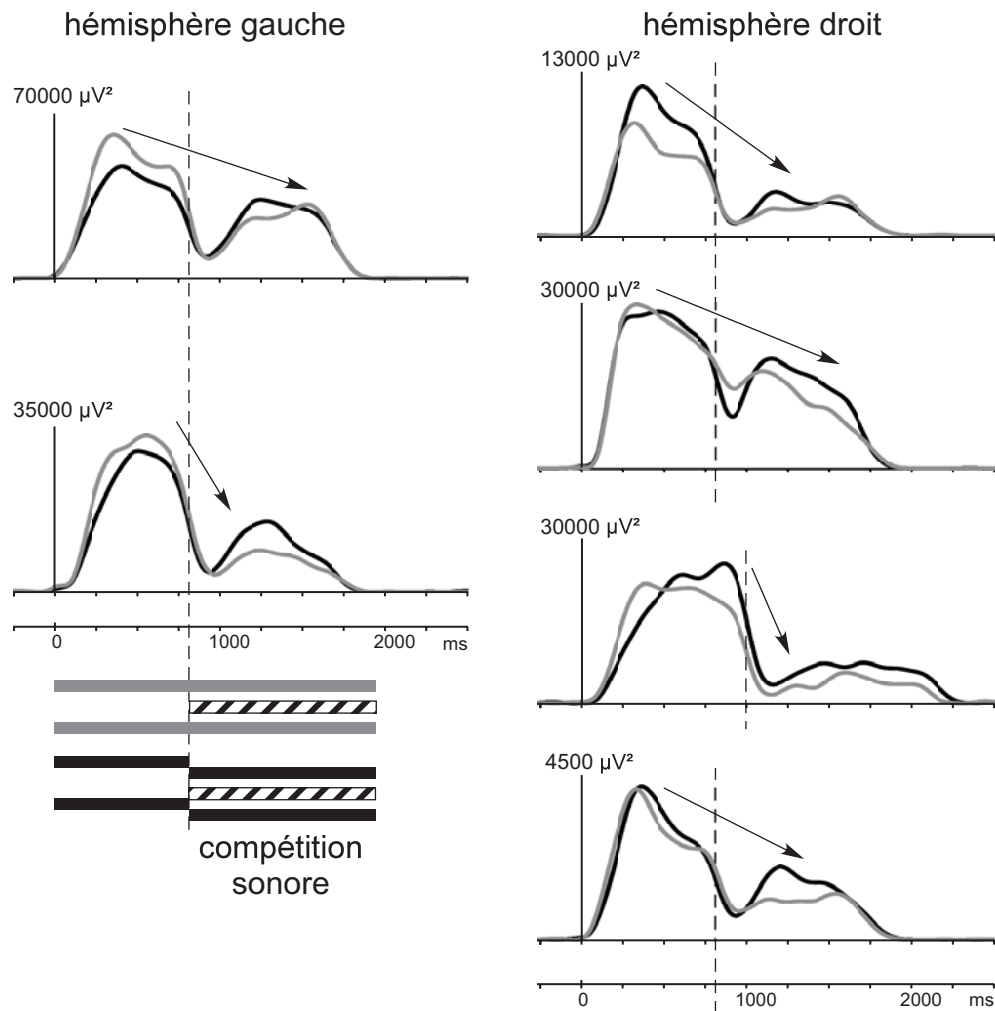 hémisphère gauche
70000 µV²
35000 µV²
0 1000 2000 ms
compétition
sonore
hémisphère droit
13000 µV²
30000 µV²
30000 µV²
4500 µV²
0 1000 2000 ms